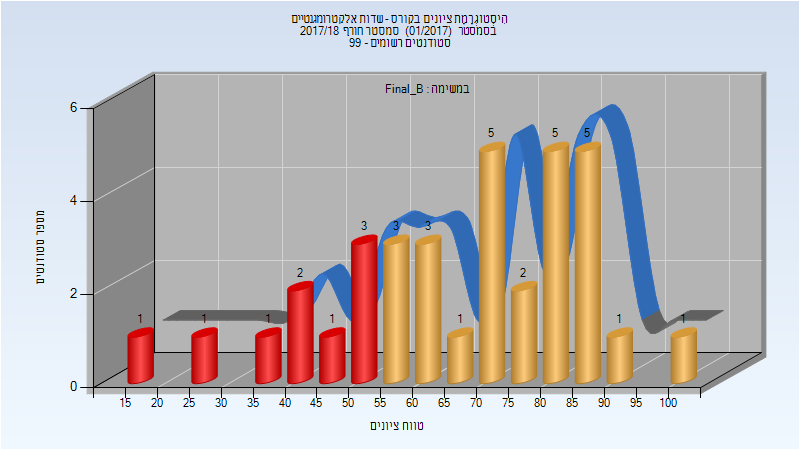 היסטוגרמת ציונים בקורס - שדות אלקטרומגנטיים
בסמסטר (01/2017) סמסטר חורף 2017/18
סטודנטים רשומים - 99
במשימה : Final_B
מספר סטודנטים
6
4
2
0
1
1
1
2
1
3
3
3
1
5
2
5
5
1
1
15 20 25 30 35 40 45 50 55 60 65 70 75 80 85 90 95 100
טווח ציונים